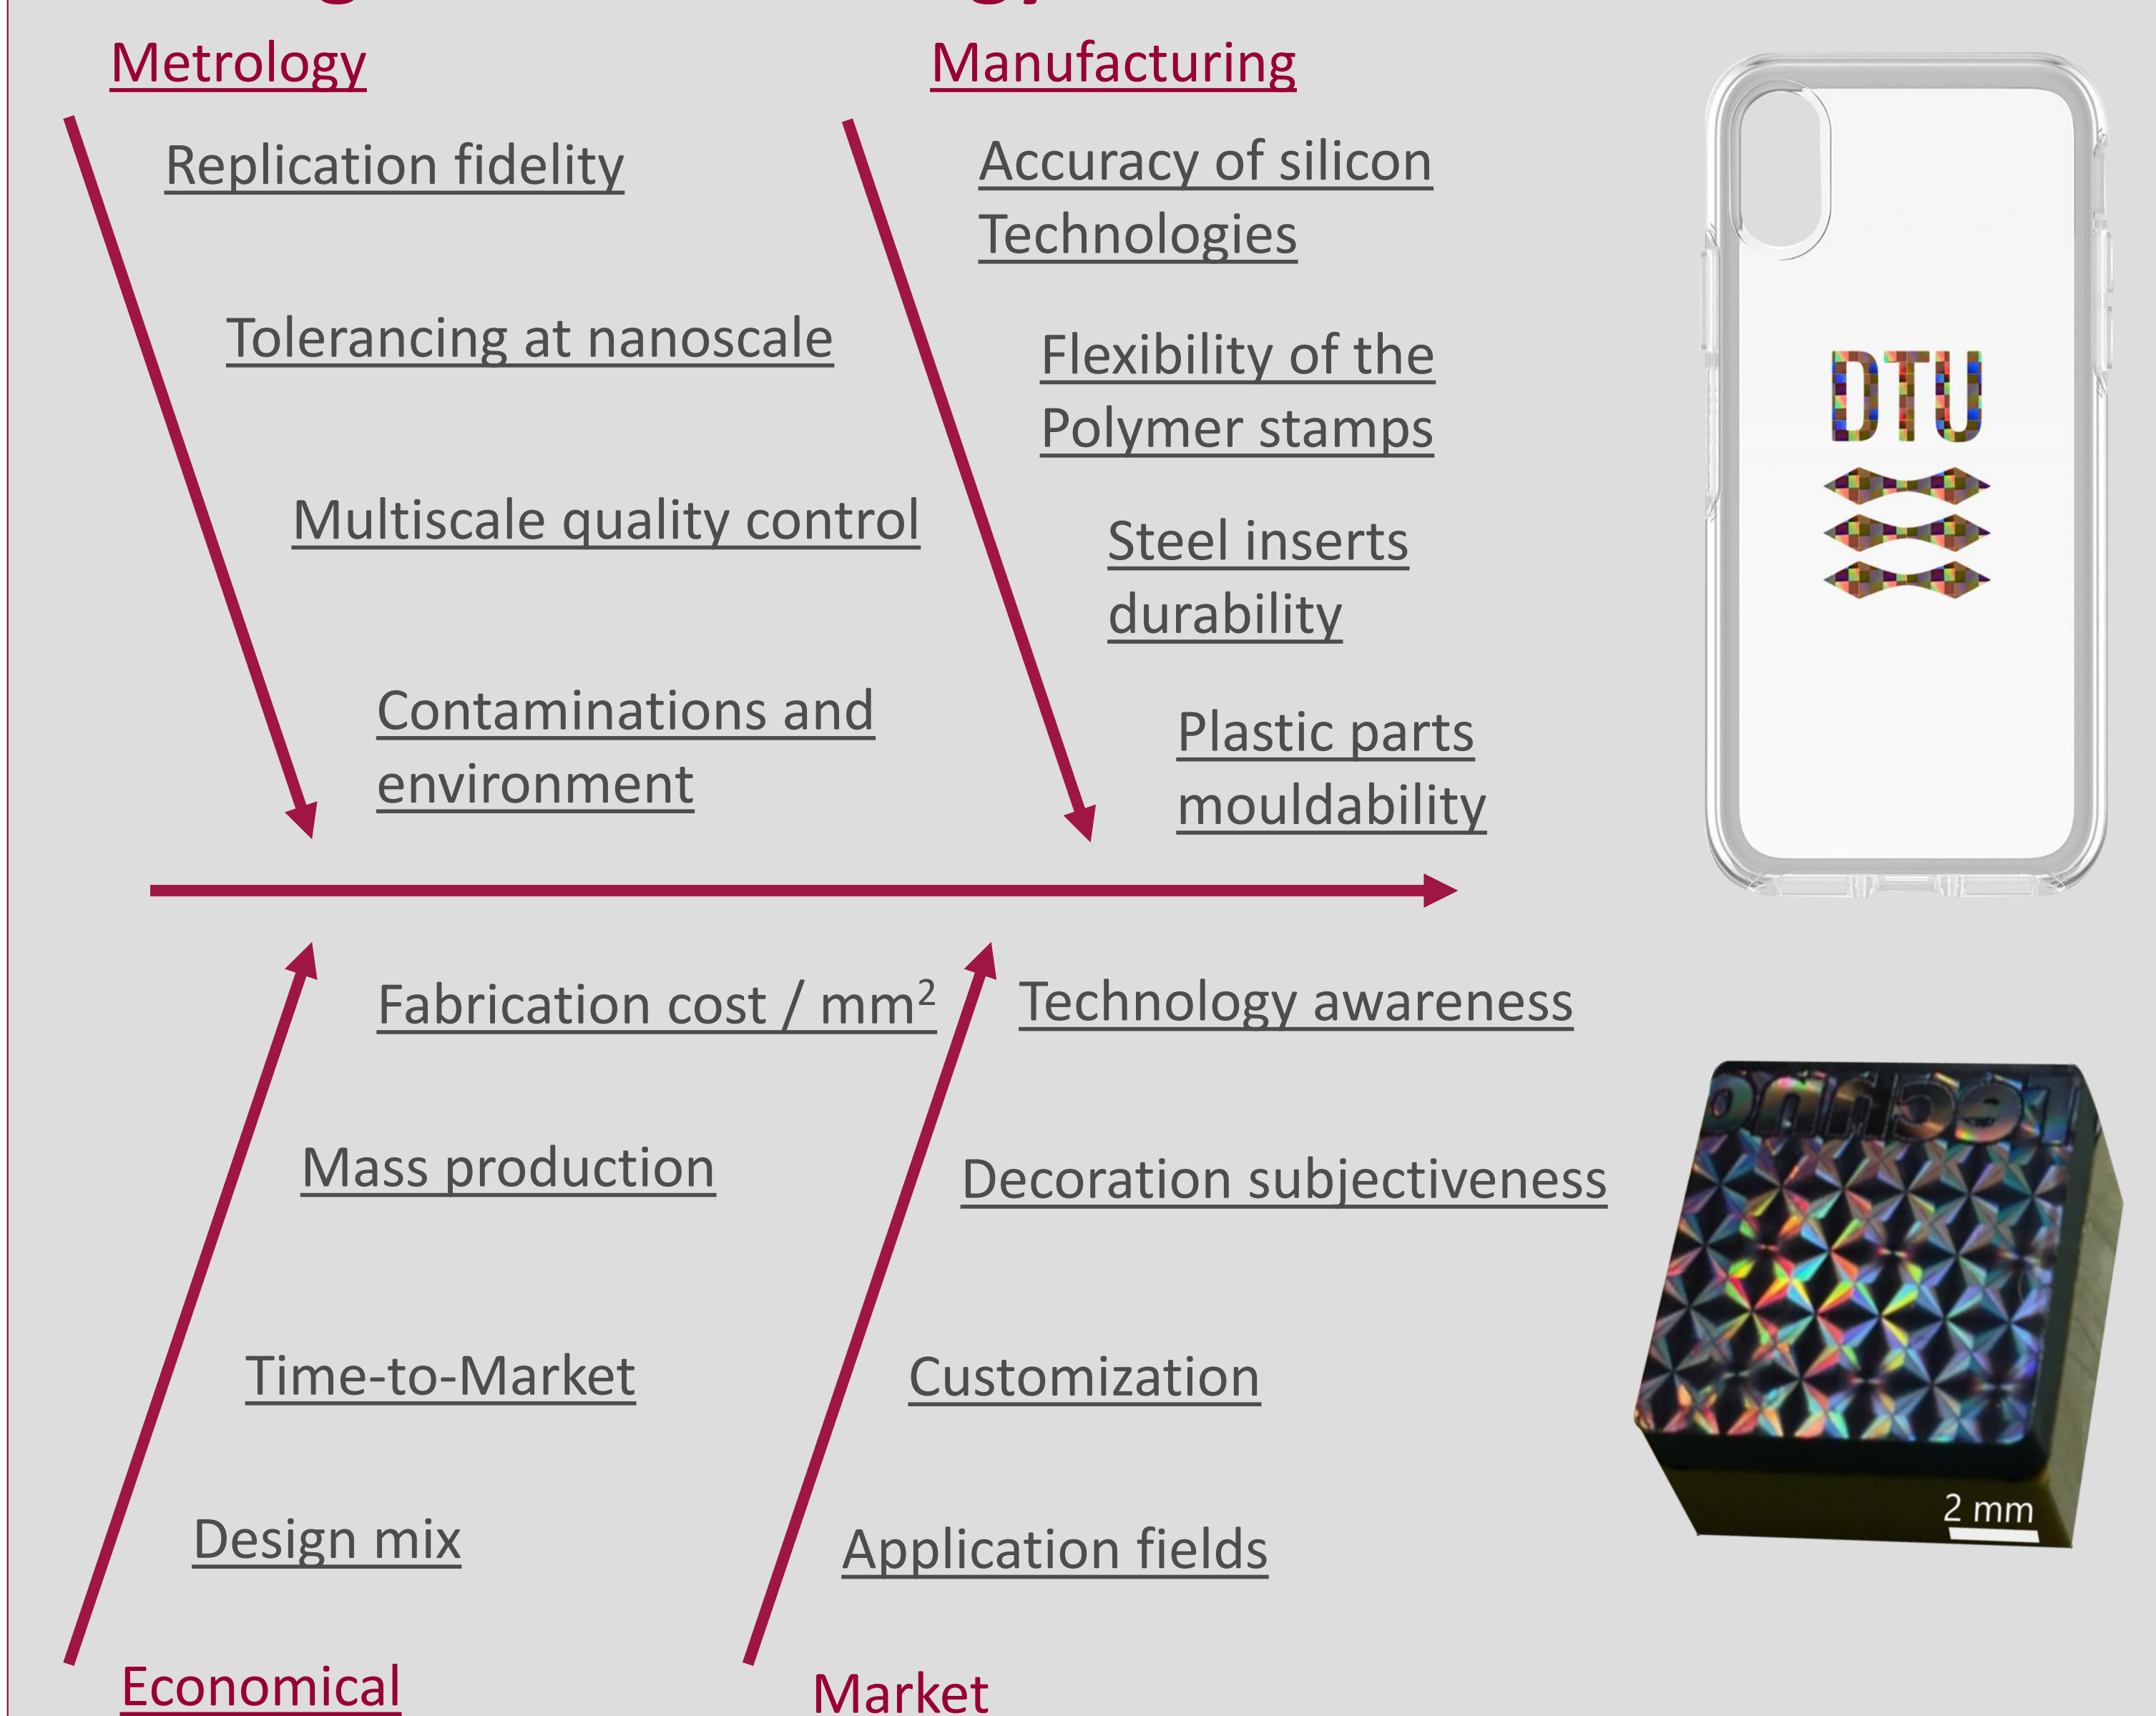 Metrology
Replication fidelity
Tolerancing at nanoscale
Multiscale quality control
Contaminations and
environment
Manufacturing
Accuracy of silicon
Technologies
Flexibility of the
Polymer stamps
Steel inserts
durability
Plastic parts
mouldability
DTU
Fabrication cost / mm²
Mass production
Time-to-Market
Design mix
Economical
Technology awareness
Decoration subjectiveness
Customization
Application fields
Market
2 mm